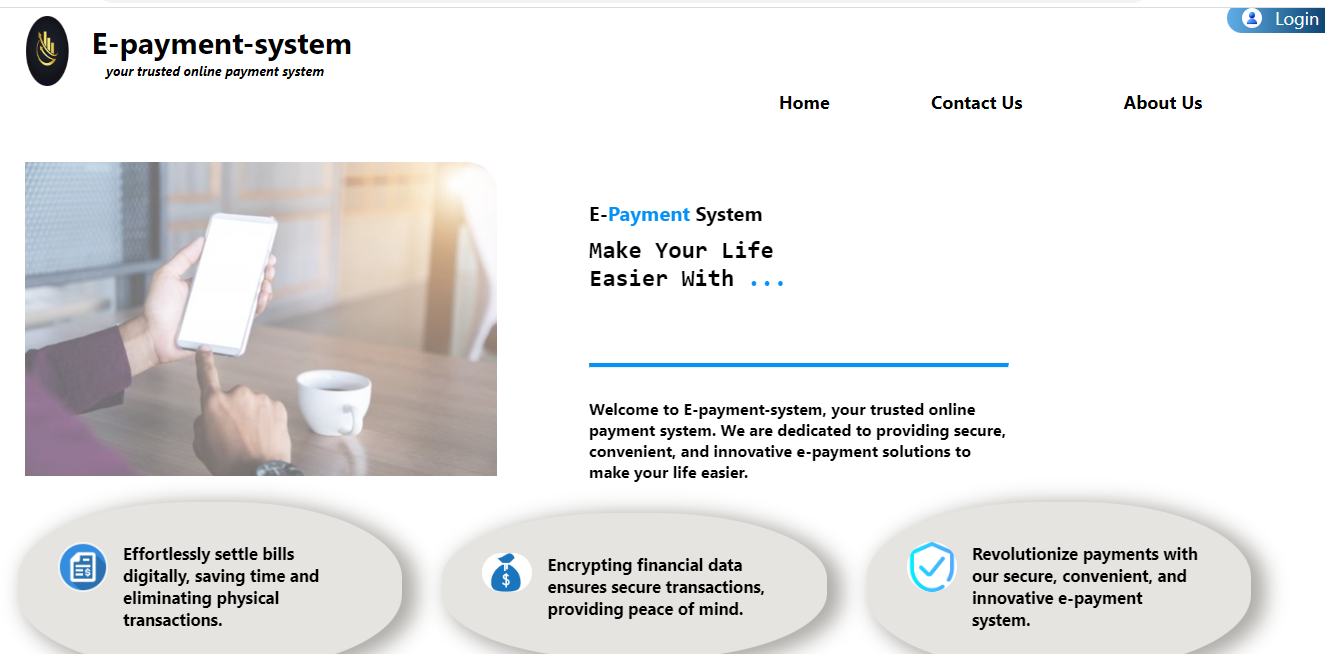 Login
E-payment-system
your trusted online payment system
Home
Contact Us
About Us
E-Payment System
Make Your Life
Easier With ...
Welcome to E-payment-system, your trusted online
payment system. We are dedicated to providing secure,
convenient, and innovative e-payment solutions to
make your life easier.
Effortlessly settle bills
digitally, saving time and
eliminating physical
transactions.
Encrypting financial data
ensures secure transactions,
providing peace of mind.
Revolutionize payments with
our secure, convenient, and
innovative e-payment
system.